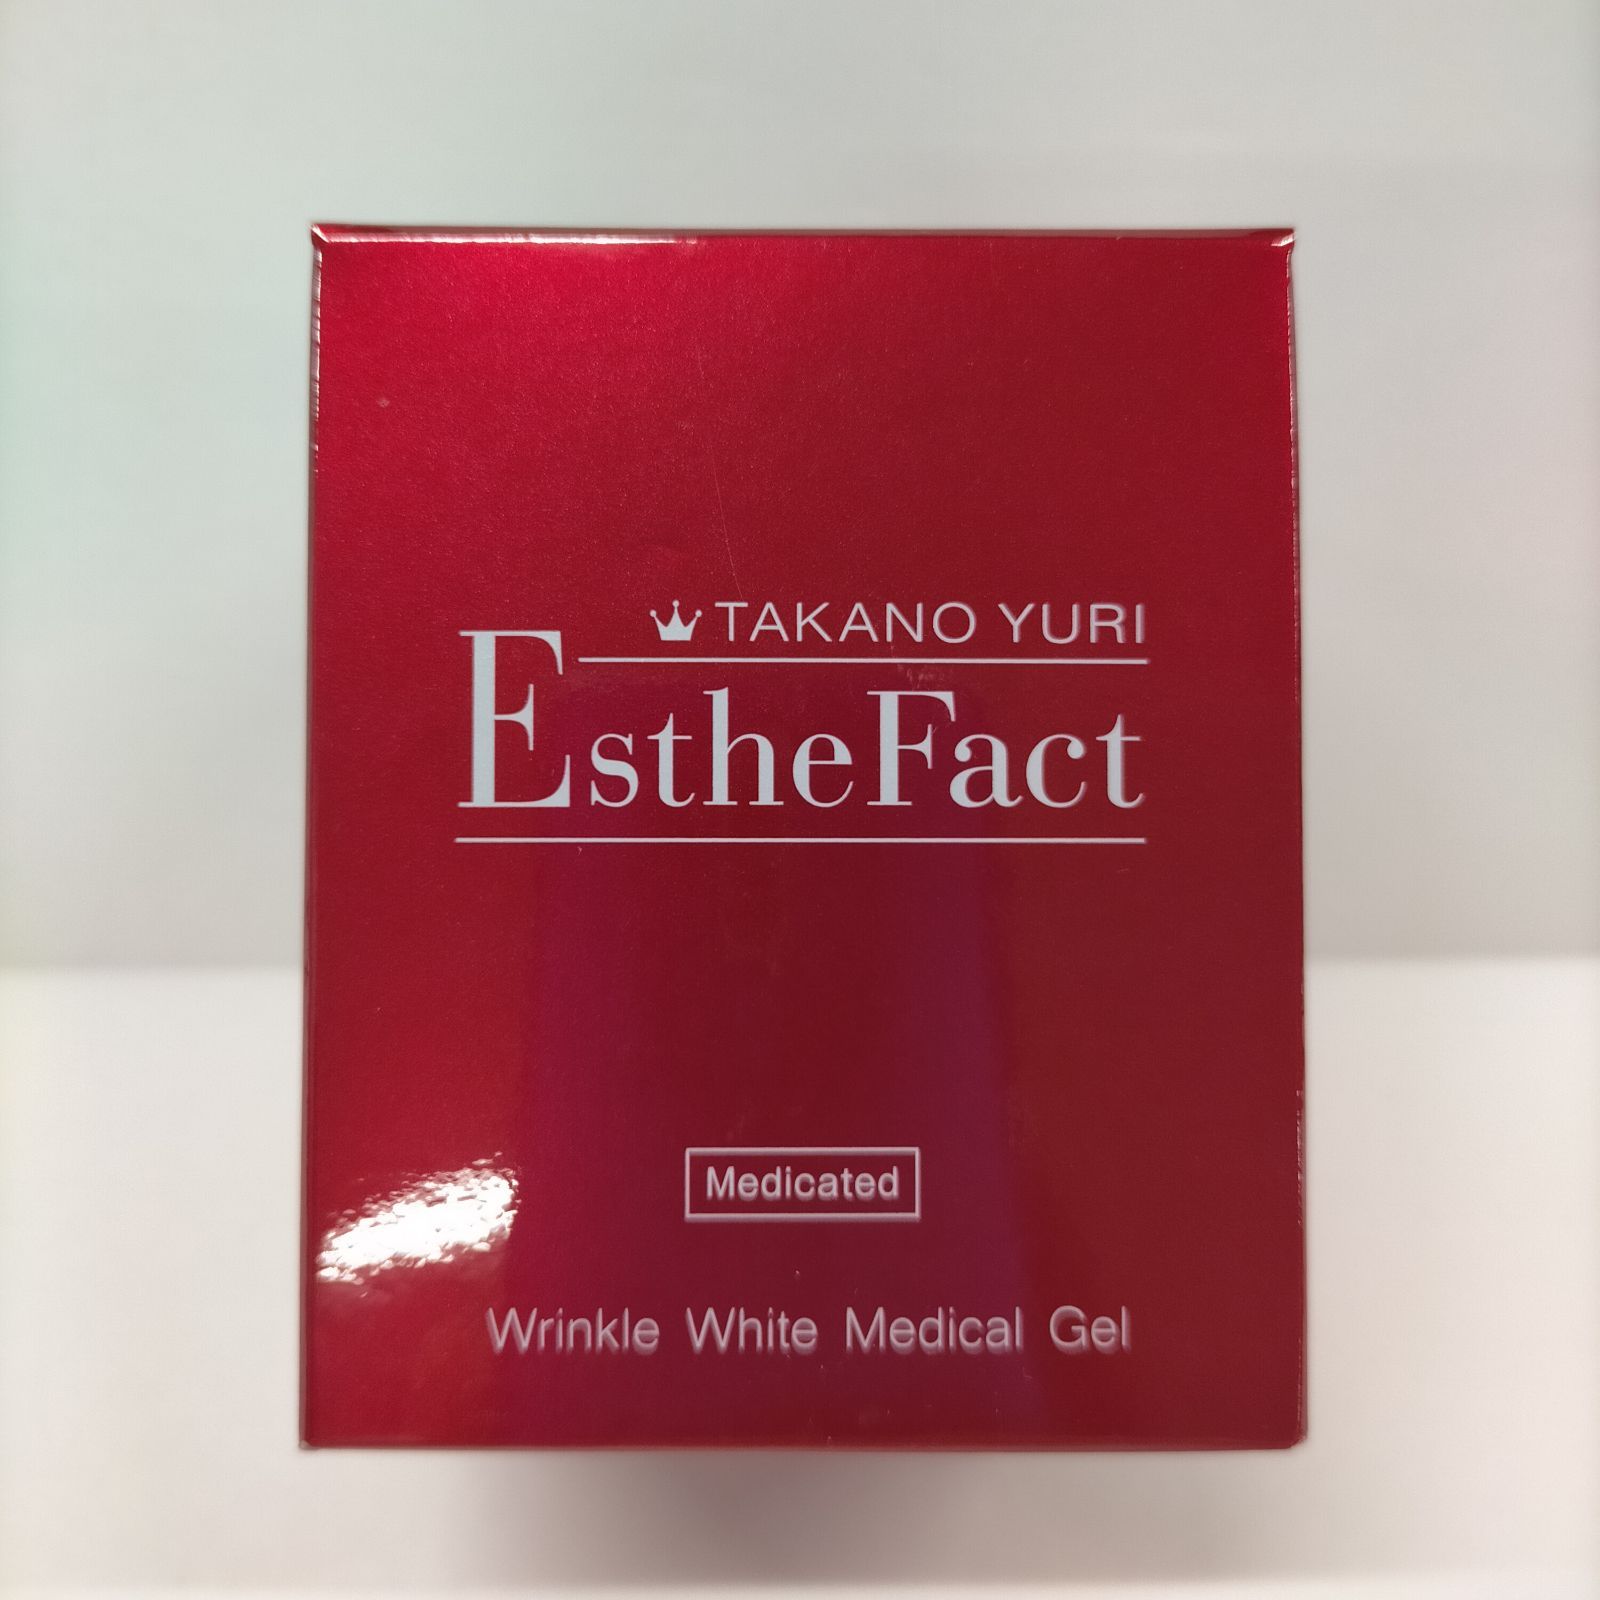 TAKANO YURI
EstheFact
Medicated
Wrinkle White Medical Gel